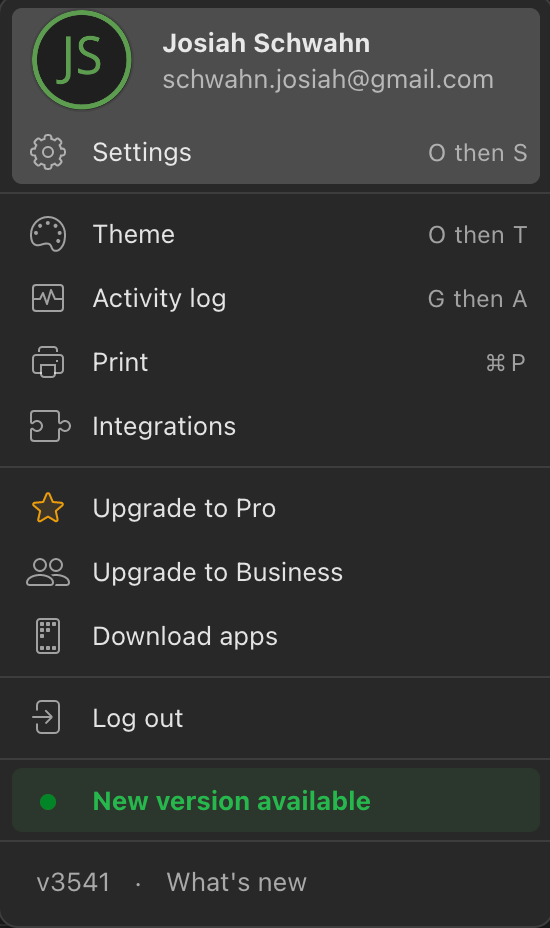 JS
Josiah Schwahn
schwahn.josiah@gmail.com
Settings O then S
Theme O then T
Activity log G then A
Print ⌘P
Integrations
Upgrade to Pro
Upgrade to Business
Download apps
Log out
New version available
v3541 · What's new